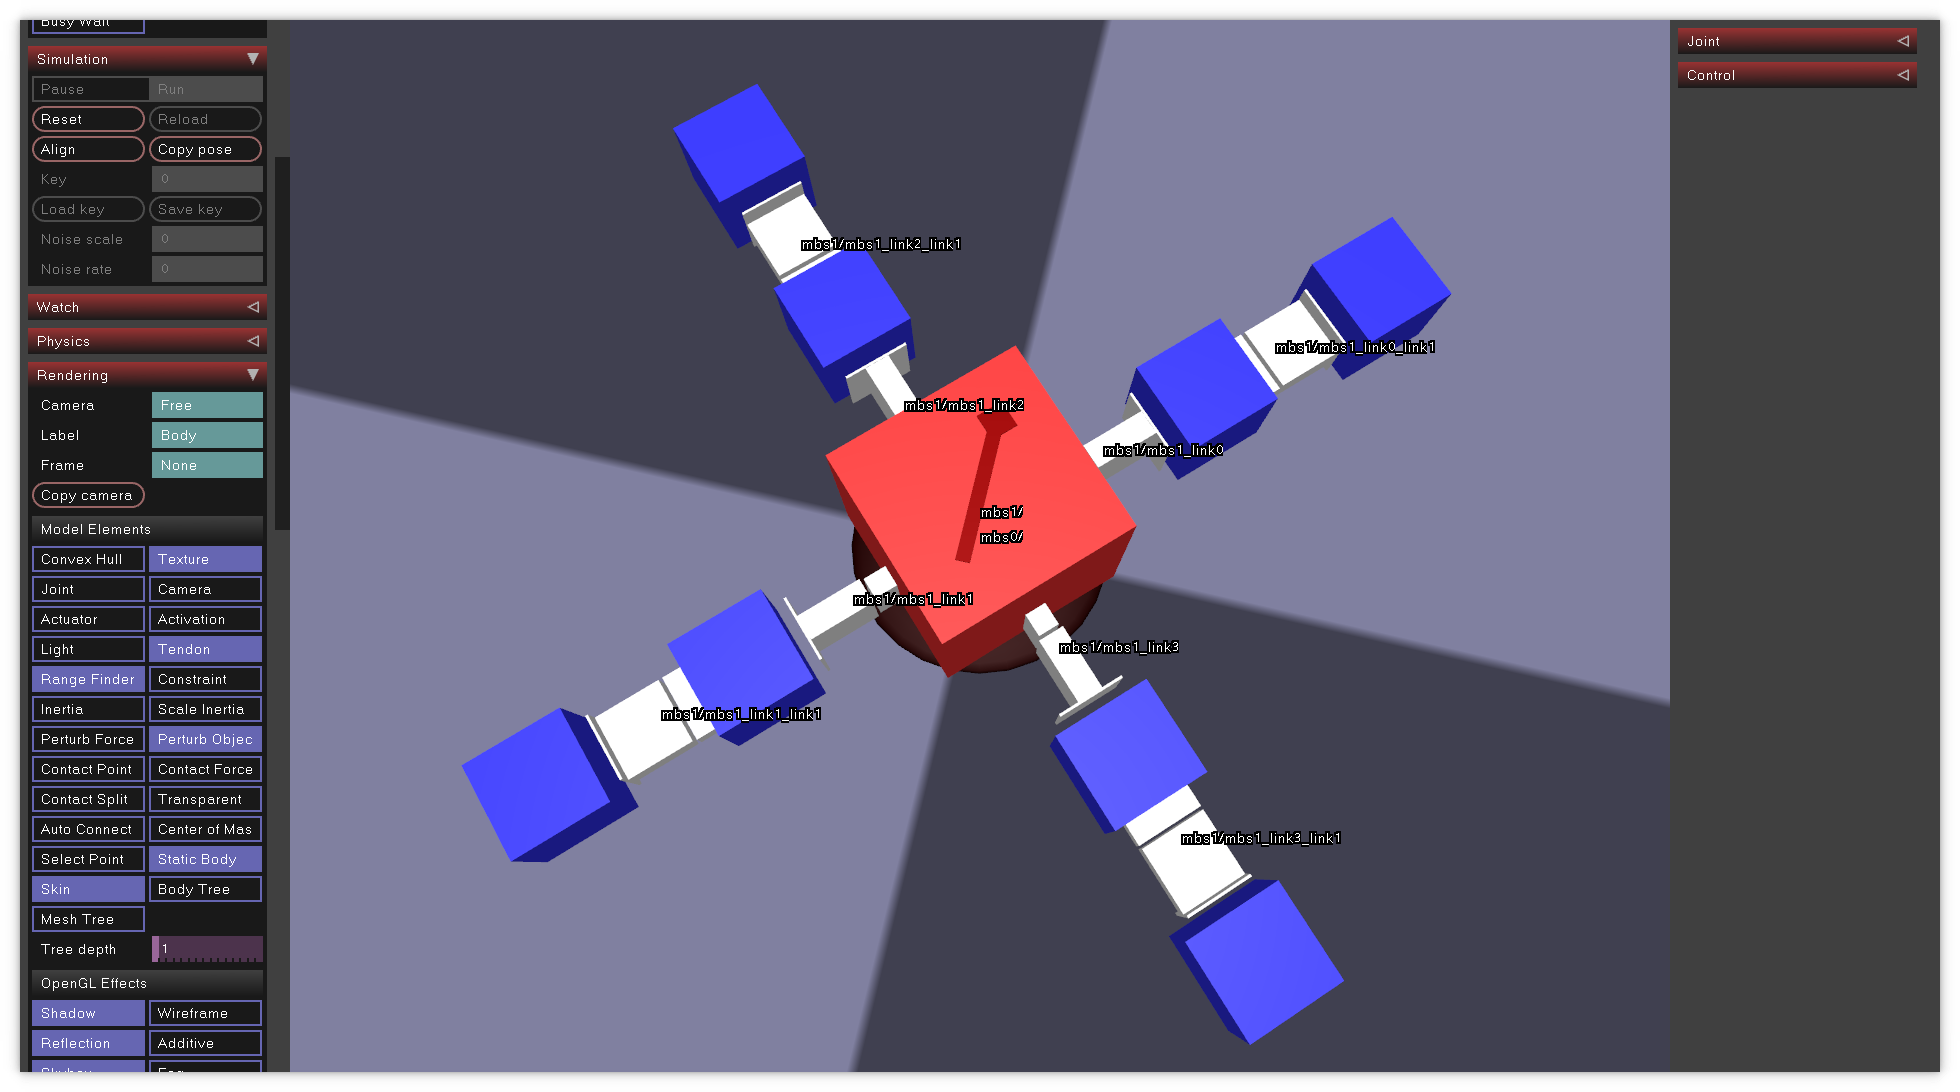 Busy Wait
Simulation
Pause Run
Reset Reload
Align Copy pose
Key 0
Load key Save key
Noise scale 0
Noise rate 0
Watch
Physics
Rendering
Camera Free
Label Body
Frame None
Copy camera
Model Elements
Convex Hull Texture
Joint Camera
Actuator Activation
Light Tendon
Range Finder Constraint
Inertia Scale Inertia
Perturb Force Perturb Objec
Contact Point Contact Force
Contact Split Transparent
Auto Connect Center of Mas
Select Point Static Body
Skin Body Tree
Mesh Tree
Tree depth 1
OpenGL Effects
Shadow Wireframe
Reflection Additive
Skybox Fog
mbs1/mbs1_link2_link1
mbs1/mbs1_link0_link1
mbs1/mbs1_link2
mbs1/mbs1_link0
mbs1/
mbs0/
mbs1/mbs1_link1
mbs1/mbs1_link3
mbs1/mbs1_link1_link1
mbs1/mbs1_link3_link1
Joint
Control